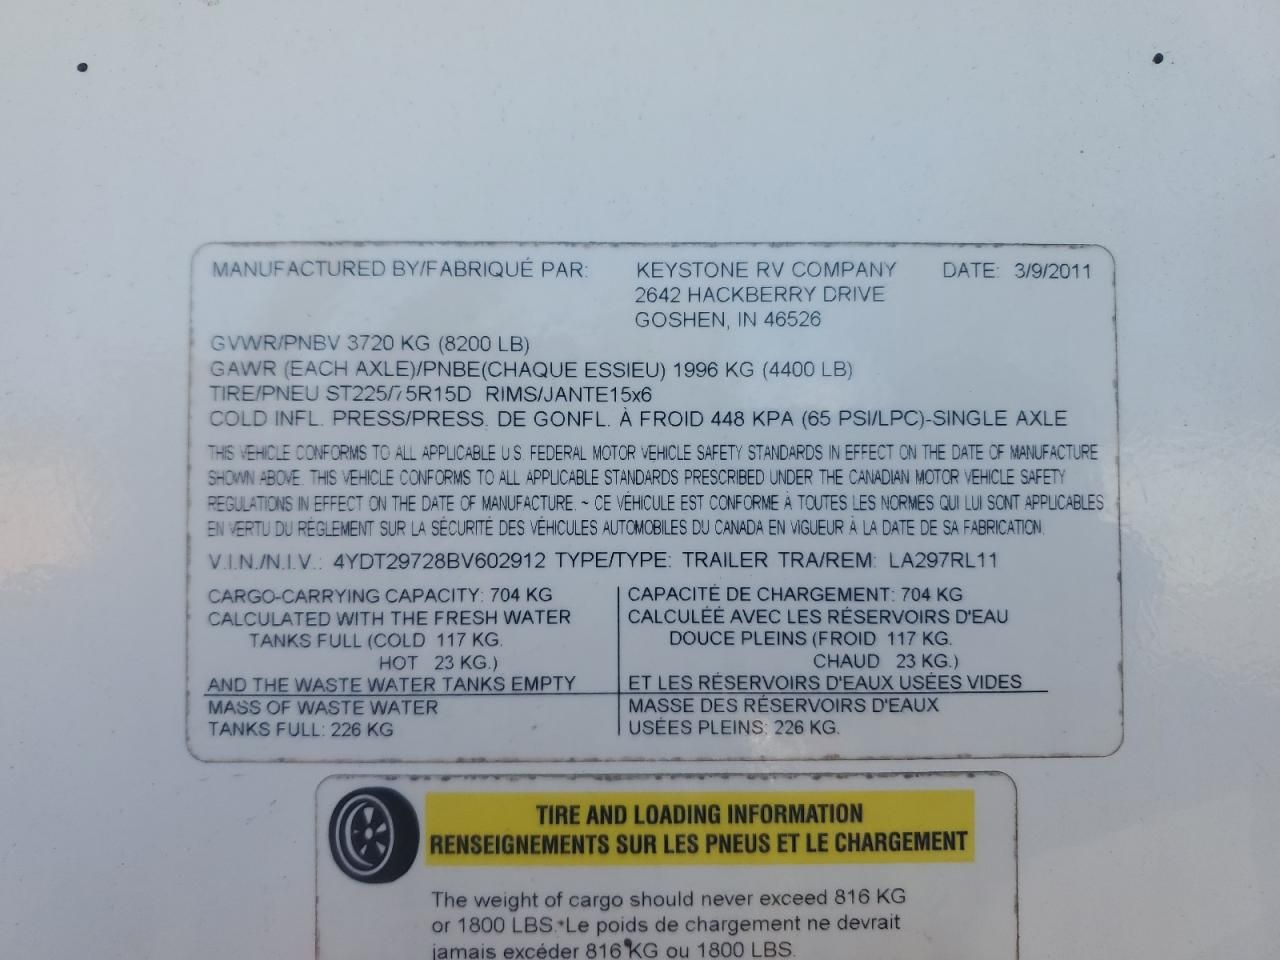 MANUFACTURED BY/FABRIQUÉ PAR: KEYSTONE RV COMPANY DATE: 3/9/2011
2642 HACKBERRY DRIVE
GOSHEN, IN 46526
GVWR/PNBV 3720 KG (8200 LB)
GAWR (EACH AXLE)/PNBE(CHAQUE ESSIEU) 1996 KG (4400 LB)
TIRE/PNEU ST225/75R15D RIMS/JANTE15x6
COLD INFL. PRESS/PRESS. DE GONFL. À FROID 448 KPA (65 PSI/LPC)-SINGLE AXLE
THIS VEHICLE CONFORMS TO ALL APPLICABLE U.S. FEDERAL MOTOR VEHICLE SAFETY STANDARDS IN EFFECT ON THE DATE OF MANUFACTURE
SHOWN ABOVE. THIS VEHICLE CONFORMS TO ALL APPLICABLE STANDARDS PRESCRIBED UNDER THE CANADIAN MOTOR VEHICLE SAFETY
REGULATIONS IN EFFECT ON THE DATE OF MANUFACTURE. ~ CE VÉHICULE EST CONFORME À TOUTES LES NORMES QUI LUI SONT APPLICABLES
EN VERTU DU RÉGLEMENT SUR LA SÉCURITÉ DES VÉHICULES AUTOMOBILES DU CANADA EN VIGUEUR À LA DATE DE SA FABRICATION.
V.I.N./N.I.V.: 4YDT29728BV602912 TYPE/TYPE: TRAILER TRA/REM: LA297RL11
CARGO-CARRYING CAPACITY: 704 KG
CALCULATED WITH THE FRESH WATER
TANKS FULL (COLD 117 KG.
HOT 23 KG.)
AND THE WASTE WATER TANKS EMPTY
MASS OF WASTE WATER
TANKS FULL: 226 KG
CAPACITÉ DE CHARGEMENT: 704 KG
CALCULÉÉ AVEC LES RÉSERVOIRS D'EAU
DOUCE PLEINS (FROID 117 KG.
CHAUD 23 KG.)
ET LES RÉSERVOIRS D'EAUX USÉES VIDES
MASSE DES RÉSERVOIRS D'EAUX
USÉES PLEINS: 226 KG.
TIRE AND LOADING INFORMATION
RENSEIGNEMENTS SUR LES PNEUS ET LE CHARGEMENT
The weight of cargo should never exceed 816 KG
or 1800 LBS.*Le poids de chargement ne devrait
jamais excéder 816 KG ou 1800 LBS.